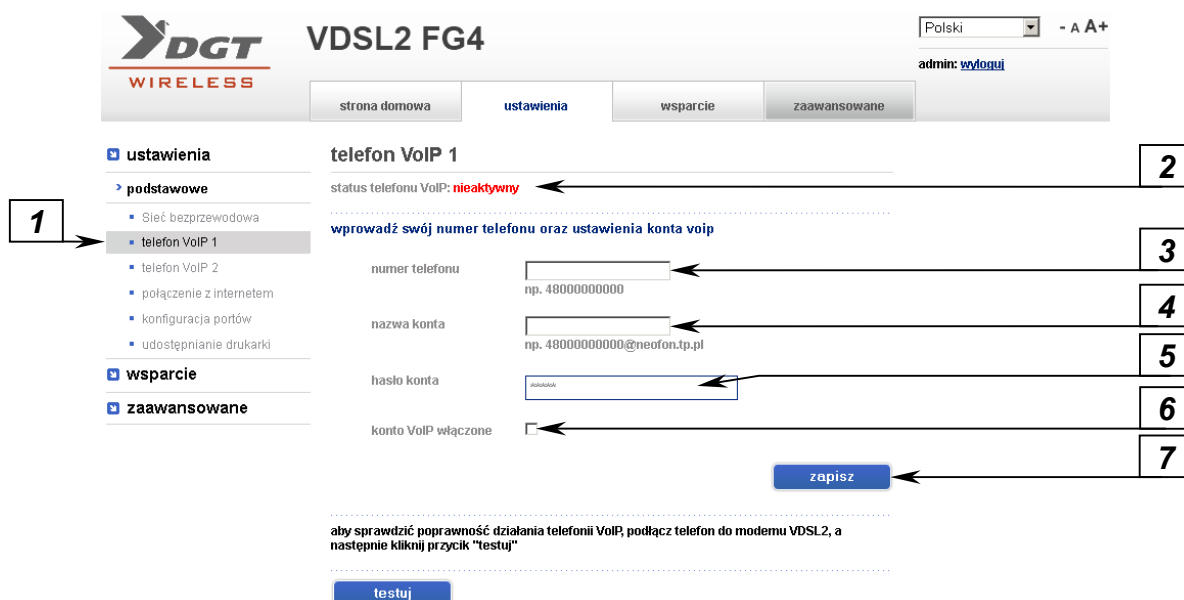 DGT
WIRELESS
VDSL2 FG4
Polski
- A A+
admin: wyloguj
strona domowa
ustawienia
wsparcie
zaawansowane
ustawienia
podstawowe
Sieć bezprzewodowa
telefon VoIP 1
telefon VoIP 2
połączenie z internetem
konfiguracja portów
udostępnianie drukarki
wsparcie
zaawansowane
1
telefon VoIP 1
status telefonu VoIP: nieaktywny
2
wprowadź swój numer telefonu oraz ustawienia konta voip
numer telefonu
3
np. 48000000000
nazwa konta
4
np. 48000000000@neofon.tp.pl
hasło konta
*****
5
konto VoIP włączone
6
zapisz
7
aby sprawdzić poprawność działania telefonii VoIP, podłącz telefon do modemu VDSL2, a
następnie kliknij przycik "testuj"
testuj